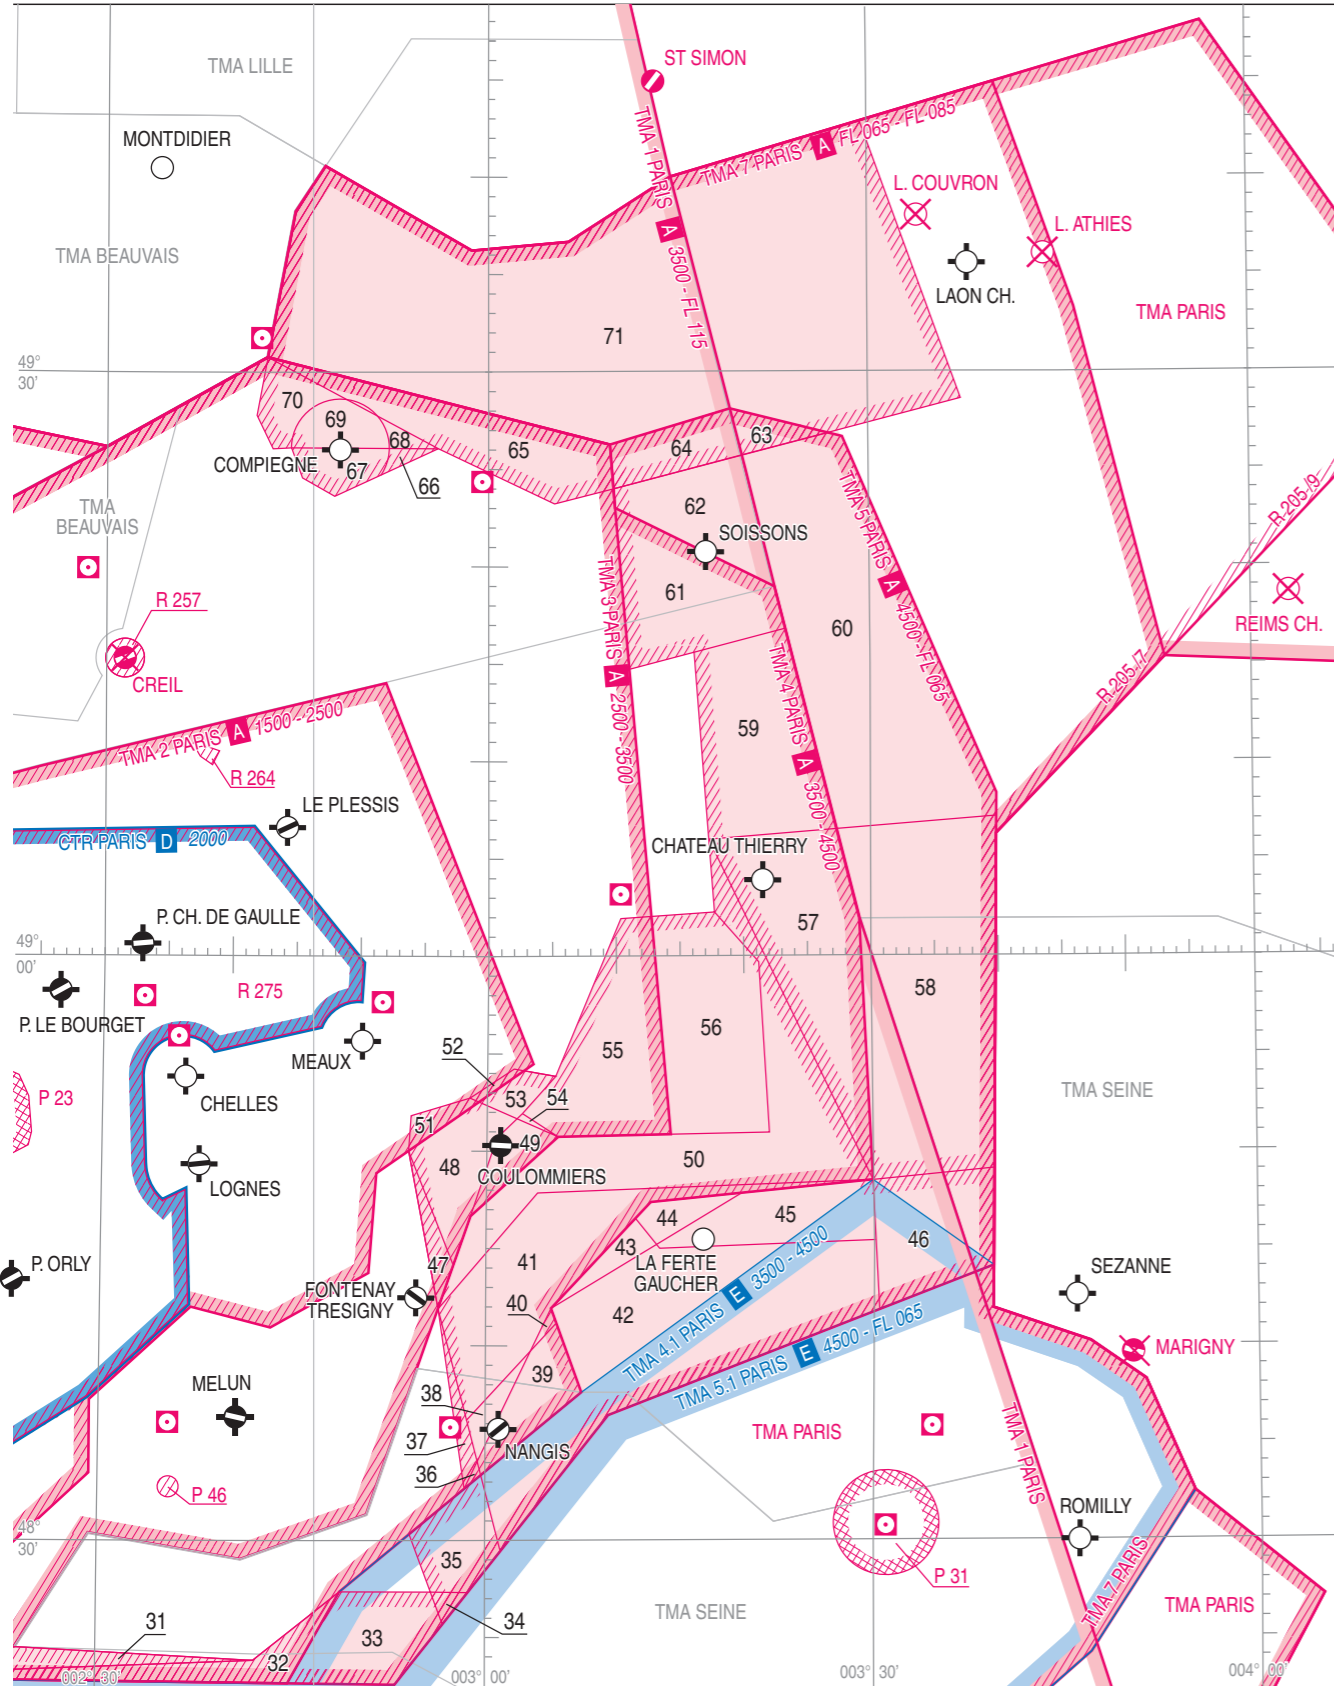 TMA LILLE
ST SIMON
MONTDIDIER
TMA 1 PARIS A 3500 - FL 115
TMA 7 PARIS A FL 065 - FL 085
L. COUVRON
L. ATHIES
TMA BEAUVAIS
LAON CH.
TMA PARIS
71
49°
30'
70
69
68
67
66
COMPIEGNE
65
64
63
62
SOISSONS
TMA
BEAUVAIS
TMA 5 PARIS A 4500 - FL 065
R 205 /9
R 257
CREIL
TMA 3 PARIS A 2500 - 3500
61
60
REIMS CH.
R 205 /7
TMA 2 PARIS A 1500 - 2500
R 264
TMA 4 PARIS A 3500 - 4500
59
LE PLESSIS
CTR PARIS D 2000
CHATEAU THIERRY
P. CH. DE GAULLE
57
49°
00'
R 275
58
P. LE BOURGET
MEAUX
56
55
52
53
54
CHELLES
P 23
TMA SEINE
51
49
48
COULOMMIERS
50
LOGNES
44
45
46
43
LA FERTE
GAUCHER
41
47
P. ORLY
FONTENAY
TRESIGNY
40
42
TMA 4.1 PARIS E 3500 - 4500
SEZANNE
TMA 5.1 PARIS E 4500 - FL 065
MARIGNY
39
38
MELUN
37
NANGIS
36
TMA PARIS
TMA 1 PARIS
P 46
ROMILLY
48°
30'
35
P 31
TMA 7 PARIS
34
31
33
32
TMA SEINE
TMA PARIS
002° 30'
003° 00'
003° 30'
004° 00'